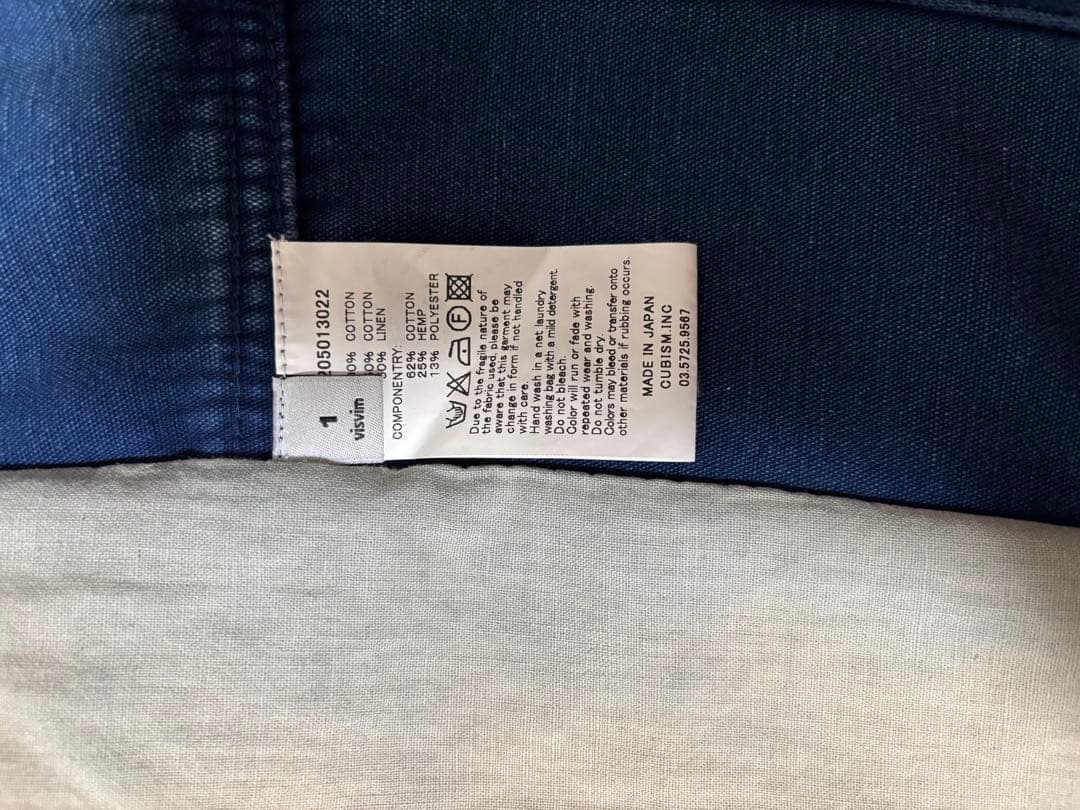 1
visvim
205013022
COTTON
COTTON
LINEN
COMPONENTRY:
62% COTTON
25% HEMP
13% POLYESTER
F
Due to the fragile nature of
the fabric used, please be
aware that this garment may
change in form if not handled
with care.
Hand wash in a net laundry
washing bag with a mild detergent.
Do not bleach.
Color will run or fade with
repeated wear and washing.
Do not tumble dry.
Colors may bleed or transfer onto
other materials if rubbing occurs.
MADE IN JAPAN
CUBISM.INC
03.5725.9567